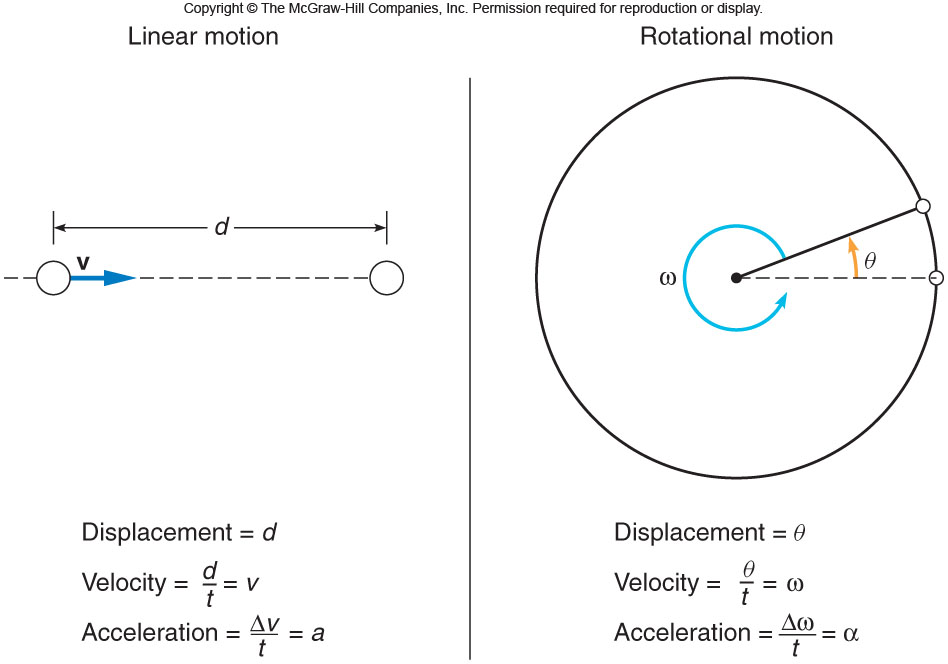 Copyright © The McGraw-Hill Companies, Inc. Permission required for reproduction or display.
Linear motion
d
v
Displacement = d
Velocity = d/t = v
Acceleration = Δv/t = a
Rotational motion
θ
ω
Displacement = θ
Velocity = θ/t = ω
Acceleration = Δω/t = α